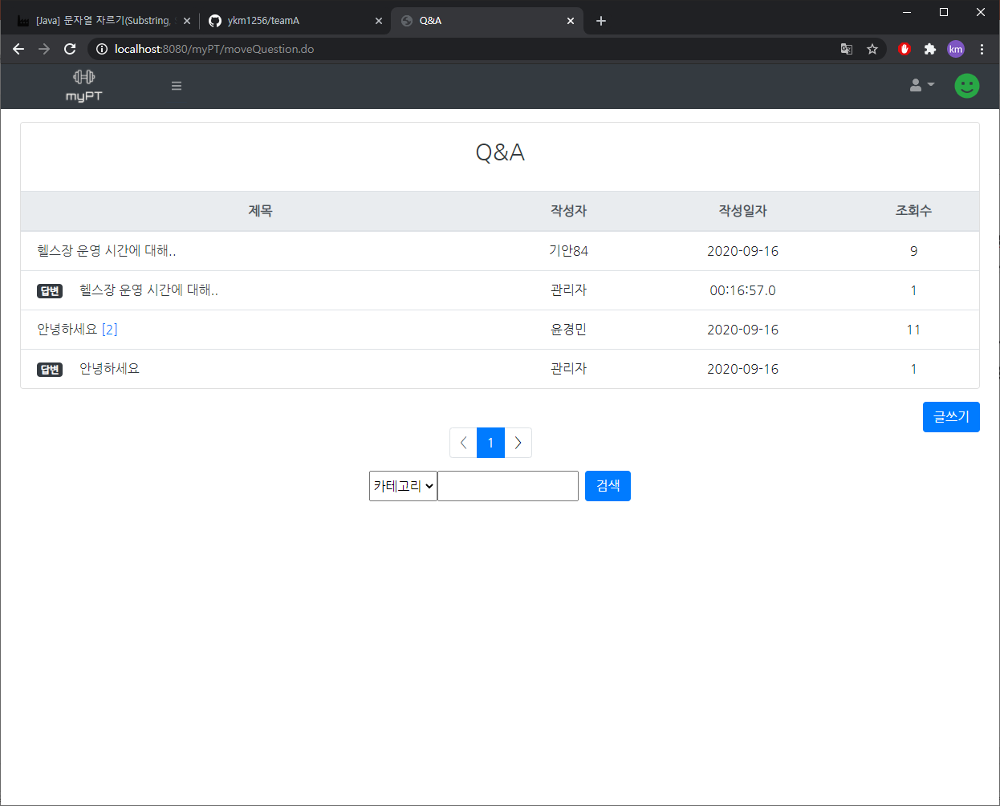 [Java] 문자열 자르기(Substring,
ykm1256/teamA
Q&A
localhost:8080/myPT/moveQuestion.do
km
myPT
Q&A
제목 작성자 작성일자 조회수
헬스장 운영 시간에 대해.. 기안84 2020-09-16 9
답변 헬스장 운영 시간에 대해.. 관리자 00:16:57.0 1
안녕하세요 [2] 윤경민 2020-09-16 11
답변 안녕하세요 관리자 2020-09-16 1
글쓰기
1
카테고리 검색